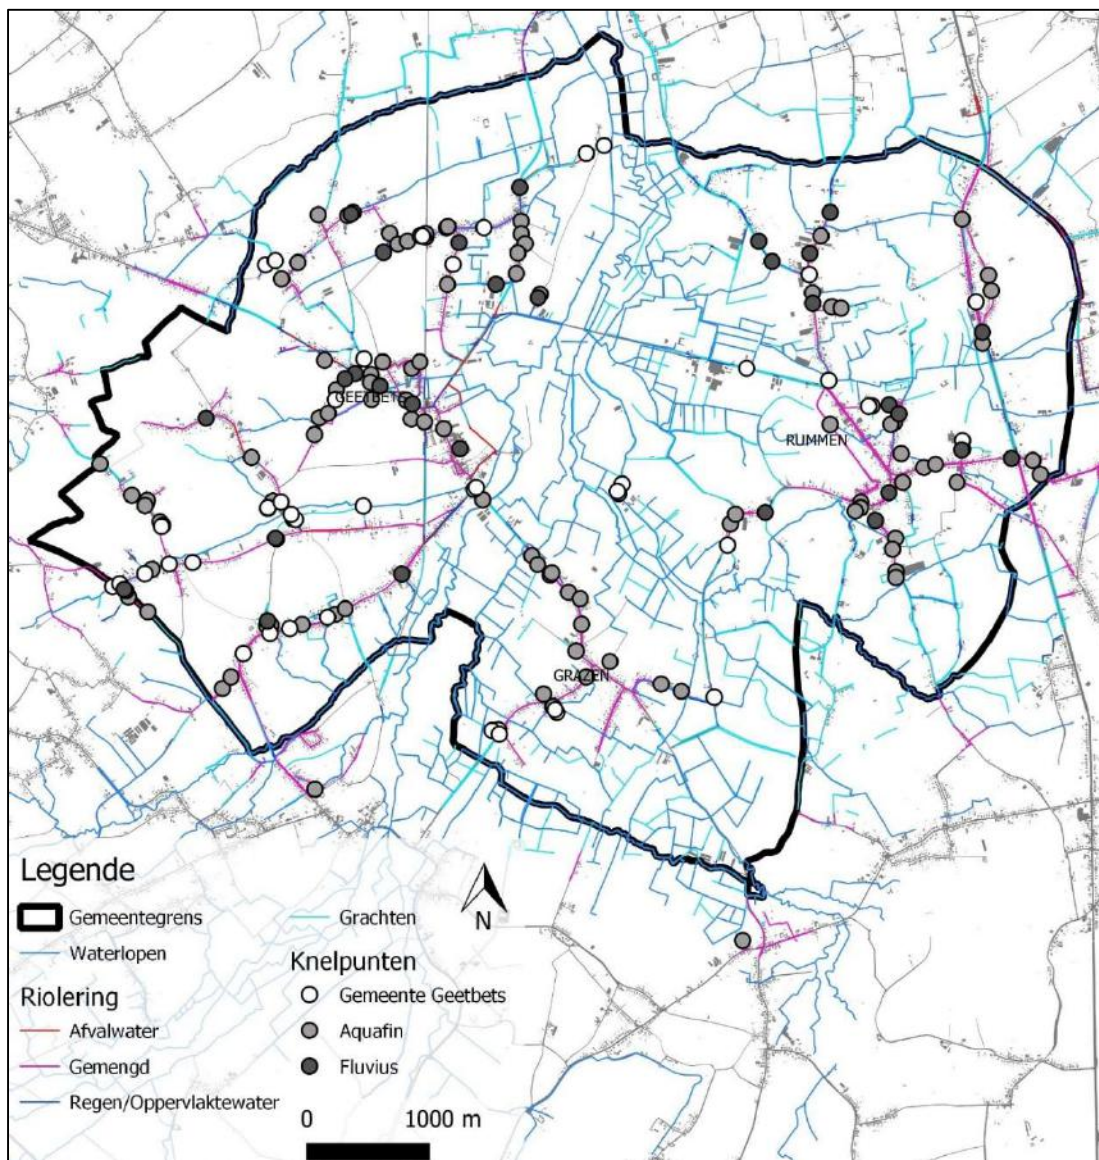 GEETBETS
RUMMEN
GRAZEN
Legende
Gemeentegrens
Waterlopen
Riolering
Afvalwater
Gemengd
Regen/Oppervlaktewater
Grachten
Knelpunten
Gemeente Geetbets
Aquafin
Fluvius
N
0 1000 m